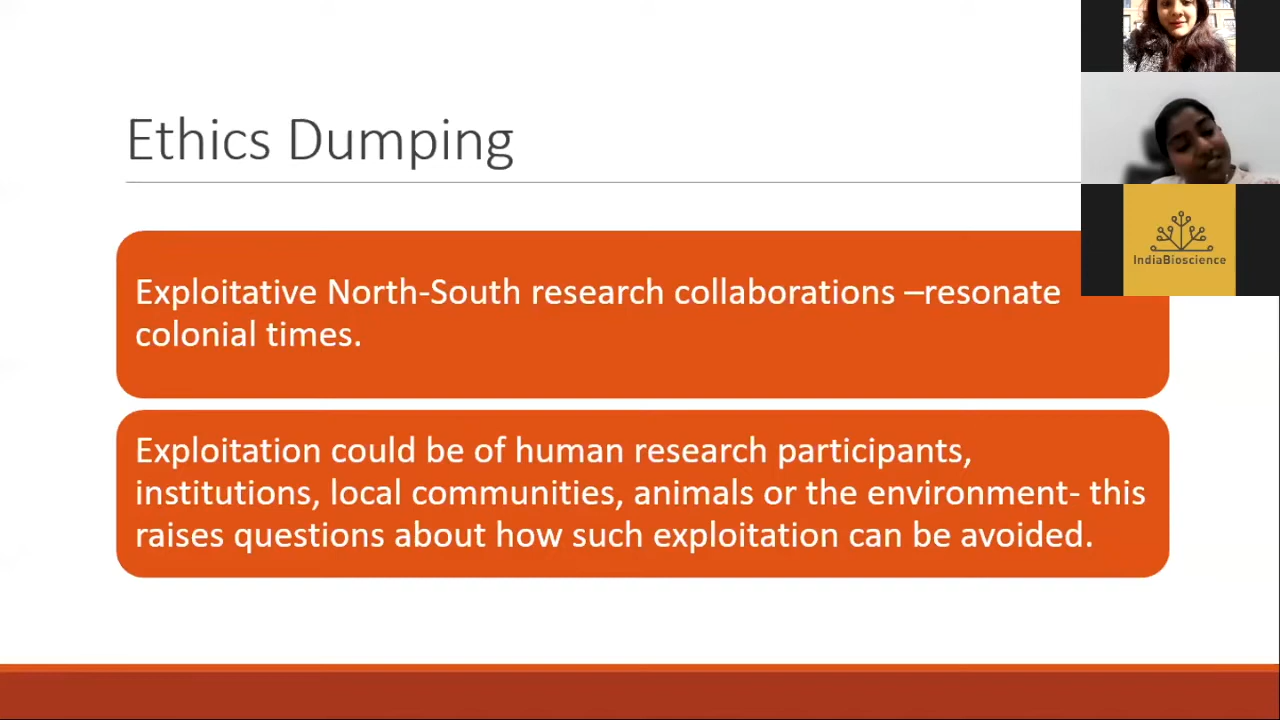 Ethics Dumping
Exploitative North-South research collaborations –resonate
colonial times.
Exploitation could be of human research participants,
institutions, local communities, animals or the environment- this
raises questions about how such exploitation can be avoided.
IndiaBioscience